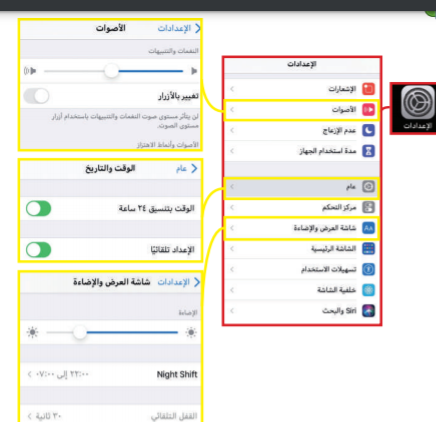 الإعدادات
الإعدادات
الإشعارات
الأصوات
عدم الإزعاج
مدة استخدام الجهاز
عام
مركز التحكم
شاشة العرض والإضاءة
الشاشة الرئيسية
تسهيلات الاستخدام
خلفية الشاشة
Siri والبحث
الإعدادات الأصوات
النغمات والتنبيهات
تغيير بالأزرار
لن يتأثر مستوى صوت النغمات والتنبيهات باستخدام أزرار
مستوى الصوت.
الأصوات وأنماط الاهتزاز
عام الوقت والتاريخ
الوقت بتنسيق ٢٤ ساعة
الإعداد تلقائيًا
الإعدادات شاشة العرض والإضاءة
الإضاءة
Night Shift ٢٢:٠٠ إلى ٠٧:٠٠
القفل التلقائي ٣٠ ثانية